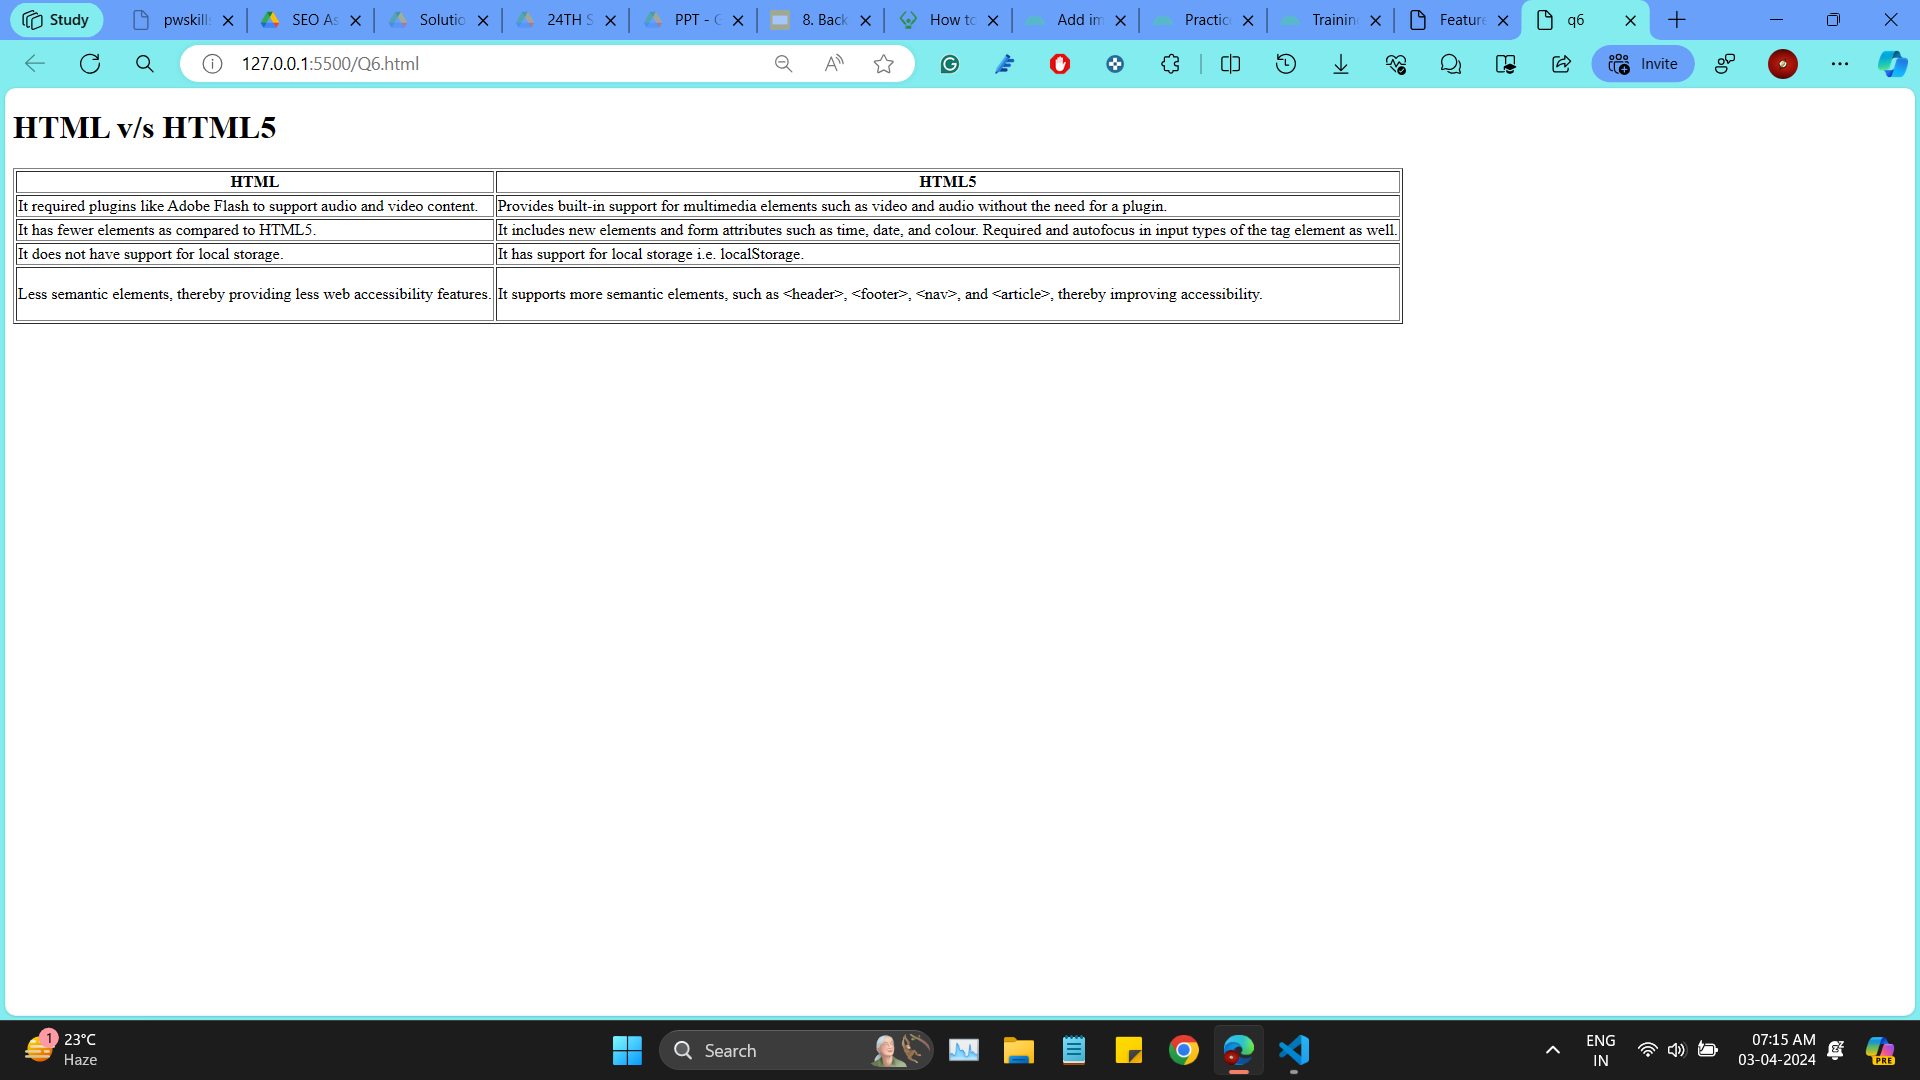 Study
pwskill
SEO As
Solutio
24TH S
PPT - C
8. Back
How to
Add im
Practic
Trainin
Feature
q6
127.0.0.1:5500/Q6.html
Invite
HTML v/s HTML5
HTML HTML5
It required plugins like Adobe Flash to support audio and video content. Provides built-in support for multimedia elements such as video and audio without the need for a plugin.
It has fewer elements as compared to HTML5. It includes new elements and form attributes such as time, date, and colour. Required and autofocus in input types of the tag element as well.
It does not have support for local storage. It has support for local storage i.e. localStorage.
Less semantic elements, thereby providing less web accessibility features. It supports more semantic elements, such as <header>, <footer>, <nav>, and <article>, thereby improving accessibility.
1
23°C
Haze
Search
ENG
IN
07:15 AM
03-04-2024
PRE